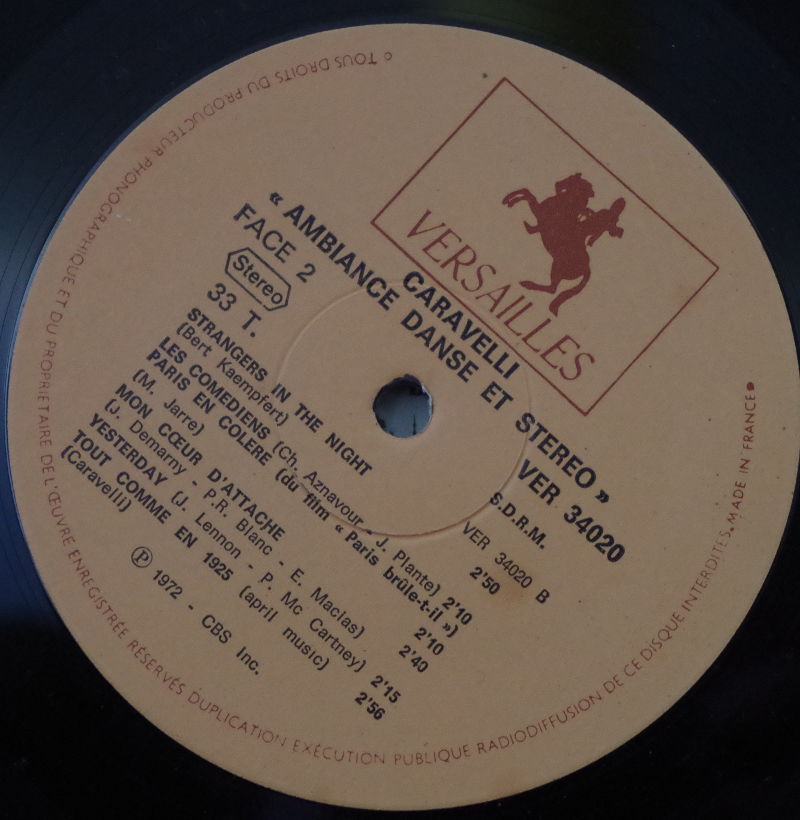 VERSAILLES
CARAVELLI
« AMBIANCE DANSE ET STEREO »
FACE 2
VER 34020
Stereo
S.D.R.M.
33 T.
VER 34020 B
STRANGERS IN THE NIGHT
(Bert Kaempfert) 2'50
LES COMEDIENS (Ch. Aznavour - J. Plante) 2'10
PARIS EN COLERE (du film « Paris brûle-t-il »)
(M. Jarre) 2'10
MON CŒUR D'ATTACHE
(J. Demarny - P.R. Blanc - E. Macias) 2'40
YESTERDAY (J. Lennon - P. Mc Cartney) 2'15
TOUT COMME EN 1925 (april music)
(Caravelli) 2'56
Ⓟ 1972 - CBS Inc.
© TOUS DROITS DU PRODUCTEUR PHONOGRAPHIQUE ET DU PROPRIÉTAIRE DE L'ŒUVRE ENREGISTRÉE RÉSERVÉS DUPLICATION EXÉCUTION PUBLIQUE RADIODIFFUSION DE CE DISQUE INTERDITES. MADE IN FRANCE